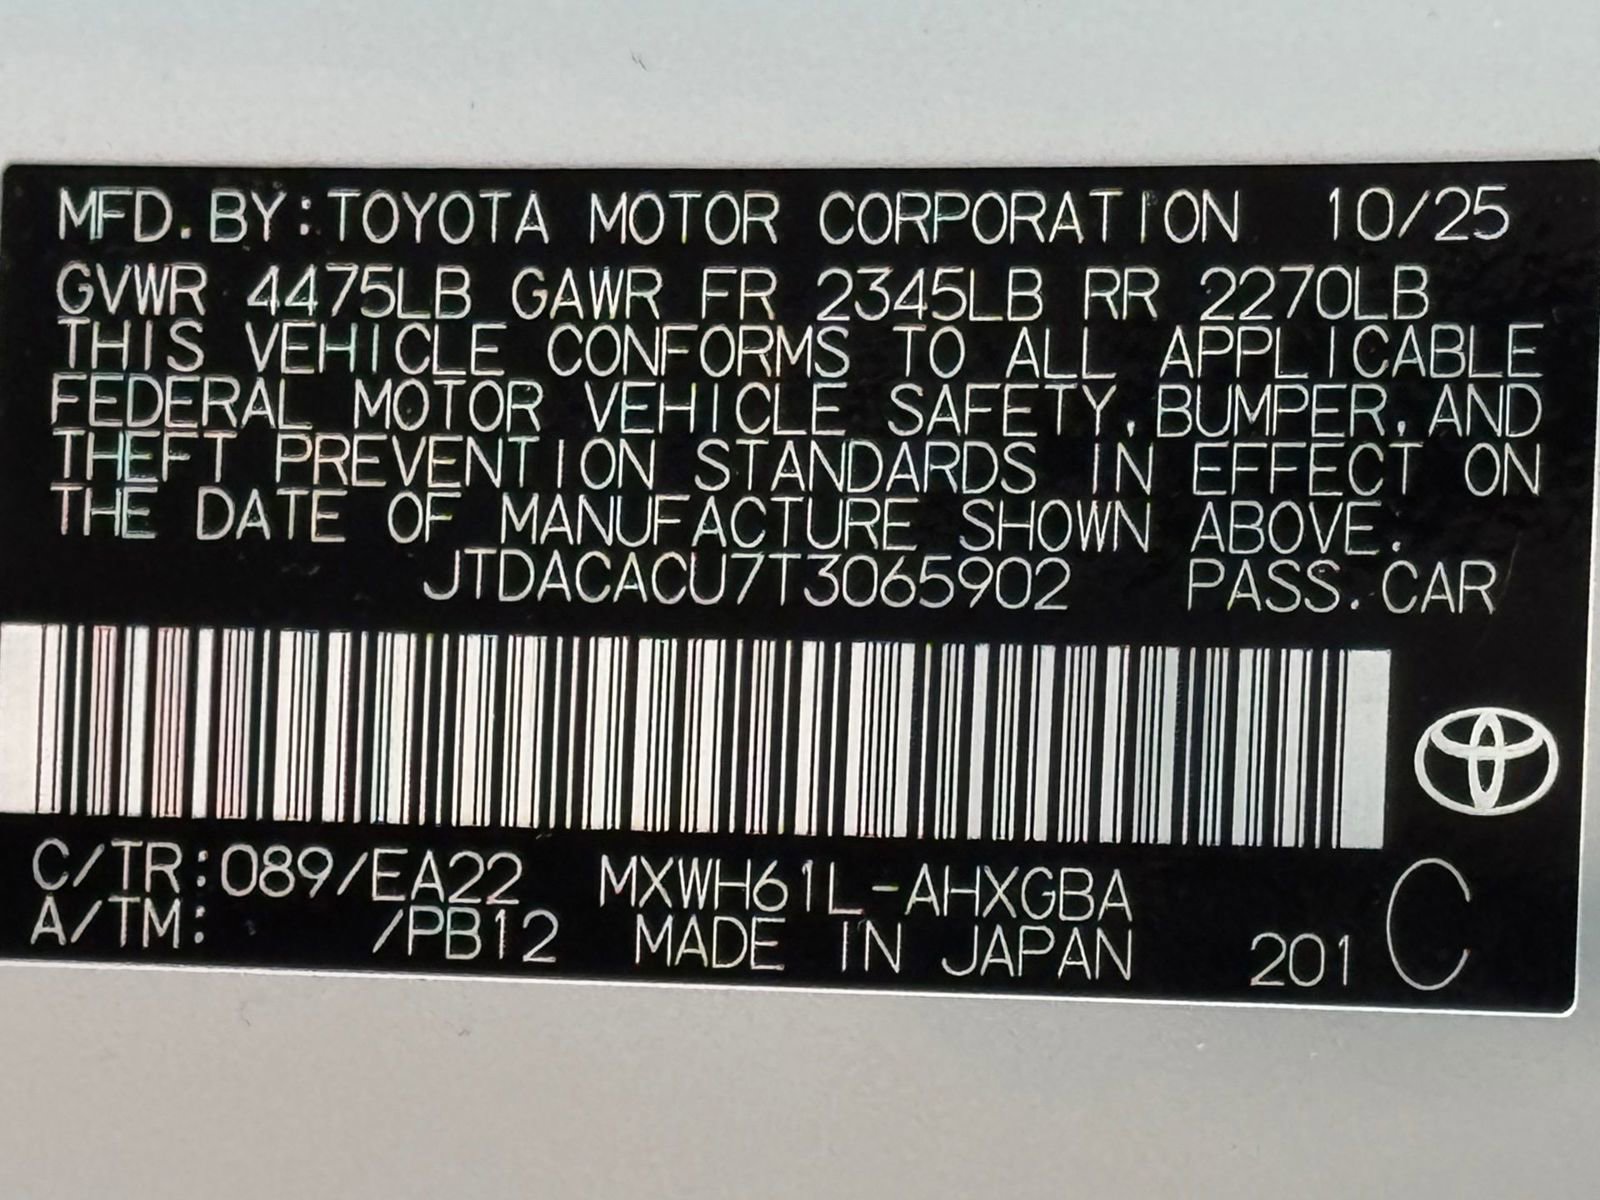 MFD. BY: TOYOTA MOTOR CORPORATION 10/25
GVWR 4475LB GAWR FR 2345LB RR 2270LB
THIS VEHICLE CONFORMS TO ALL APPLICABLE
FEDERAL MOTOR VEHICLE SAFETY, BUMPER, AND
THEFT PREVENTION STANDARDS IN EFFECT ON
THE DATE OF MANUFACTURE SHOWN ABOVE.
JTDACACU7T3065902 PASS. CAR
C/TR: 089/EA22 MXWH61L-AHXGBA
A/TM: /PB12 MADE IN JAPAN 201 C